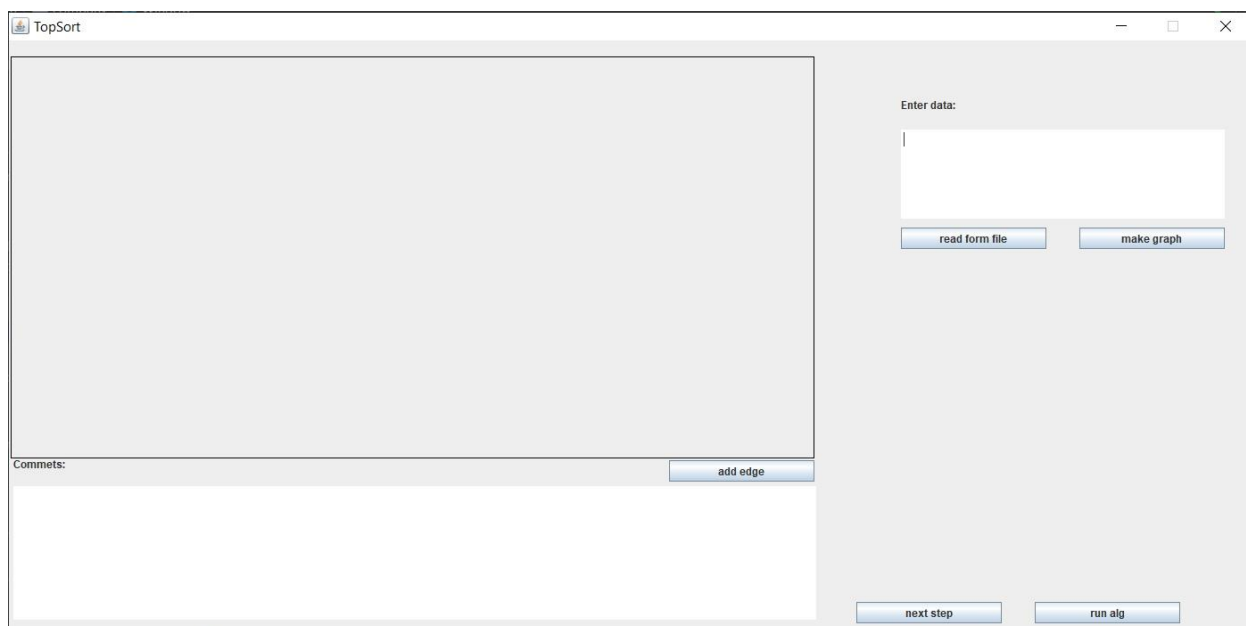 TopSort
Enter data:
read form file
make graph
Commets:
add edge
next step
run alg